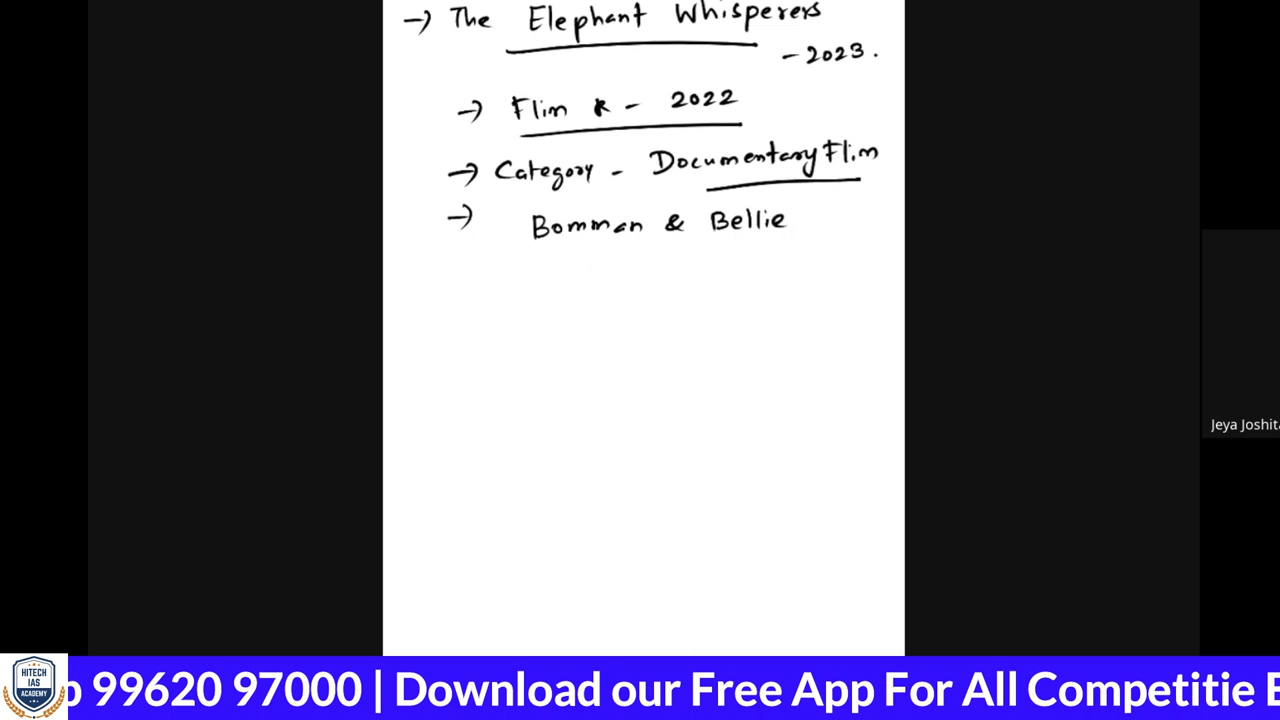 → The Elephant Whisperers
- 2023.
→ Flim - 2022
→ Category - Documentary Flim
→ Bomman & Bellie
Jeya Joshit
HITECH
IAS
ACADEMY
99620 97000 | Download our Free App For All Competitie E